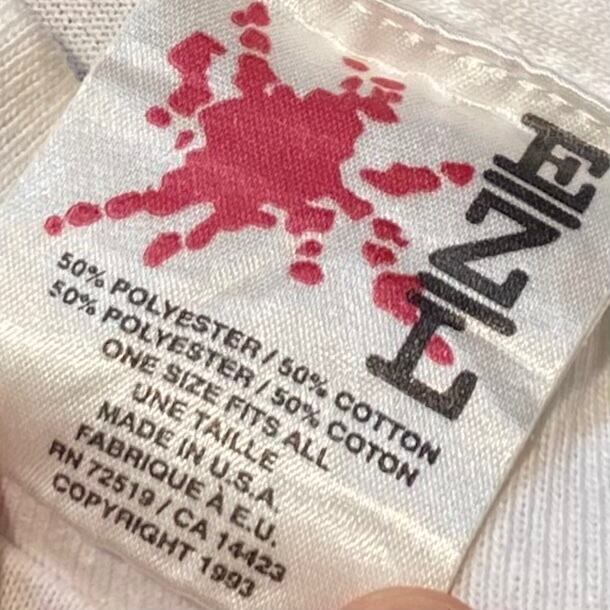 EZL
50% POLYESTER / 50% COTTON
50% POLYESTER / 50% COTON
ONE SIZE FITS ALL
UNE TAILLE
MADE IN U.S.A.
FABRIQUE À E.U.
RN 72519 / CA 14423
COPYRIGHT 1993